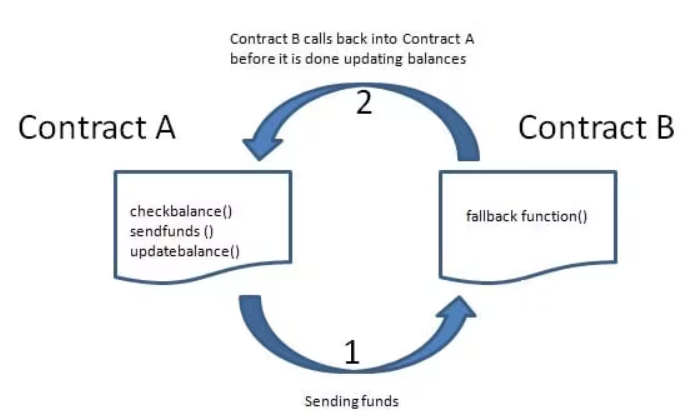 Contract B calls back into Contract A
before it is done updating balances
2
Contract A
Contract B
checkbalance()
sendfunds ()
updatebalance()
fallback function()
1
Sending funds